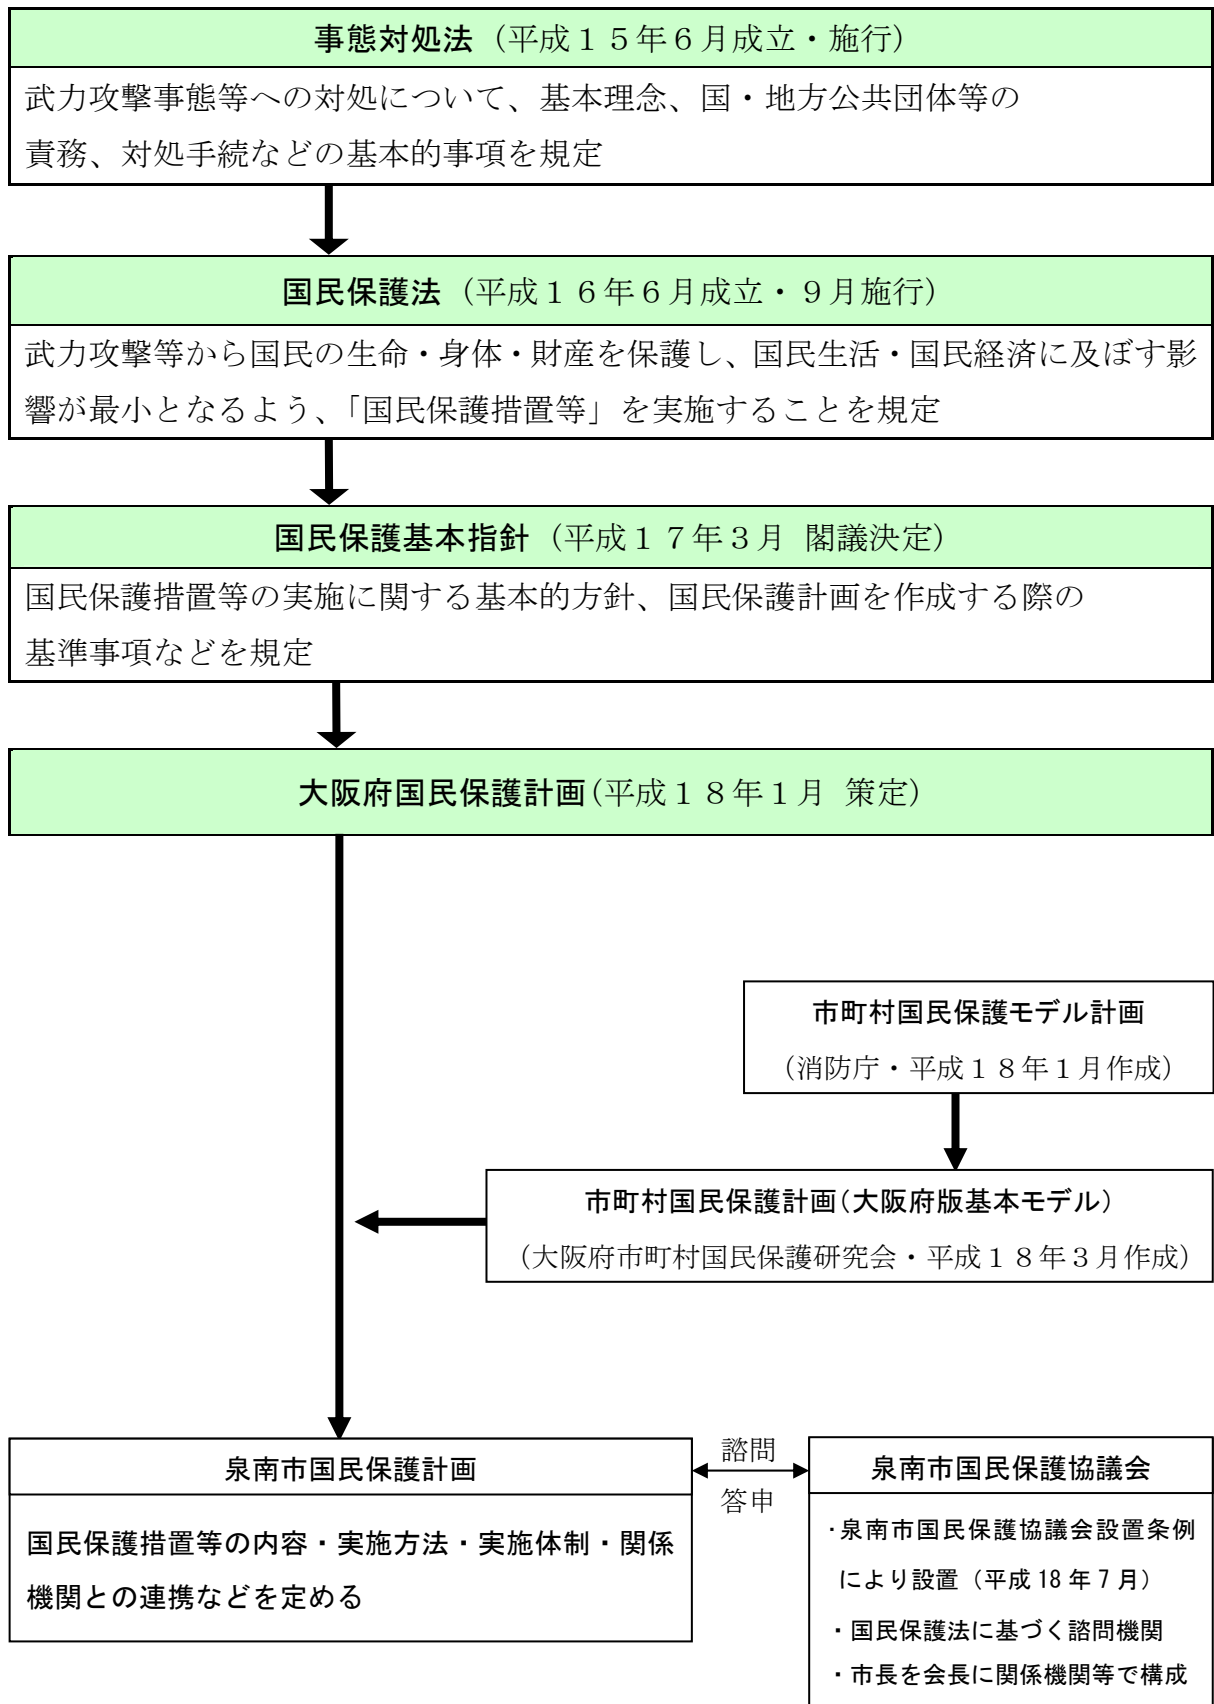 事態対処法（平成１５年６月成立・施行）
武力攻撃事態等への対処について、基本理念、国・地方公共団体等の
責務、対処手続などの基本的事項を規定
国民保護法（平成１６年６月成立・９月施行）
武力攻撃等から国民の生命・身体・財産を保護し、国民生活・国民経済に及ぼす影
響が最小となるよう、「国民保護措置等」を実施することを規定
国民保護基本指針（平成１７年３月 閣議決定）
国民保護措置等の実施に関する基本的方針、国民保護計画を作成する際の
基準事項などを規定
大阪府国民保護計画(平成１８年１月 策定）
市町村国民保護モデル計画
（消防庁・平成１８年１月作成）
市町村国民保護計画（大阪府版基本モデル）
（大阪府市町村国民保護研究会・平成１８年３月作成）
泉南市国民保護計画
国民保護措置等の内容・実施方法・実施体制・関係
機関との連携などを定める
諮問
答申
泉南市国民保護協議会
・泉南市国民保護協議会設置条例
により設置（平成18年７月）
・国民保護法に基づく諮問機関
・市長を会長に関係機関等で構成